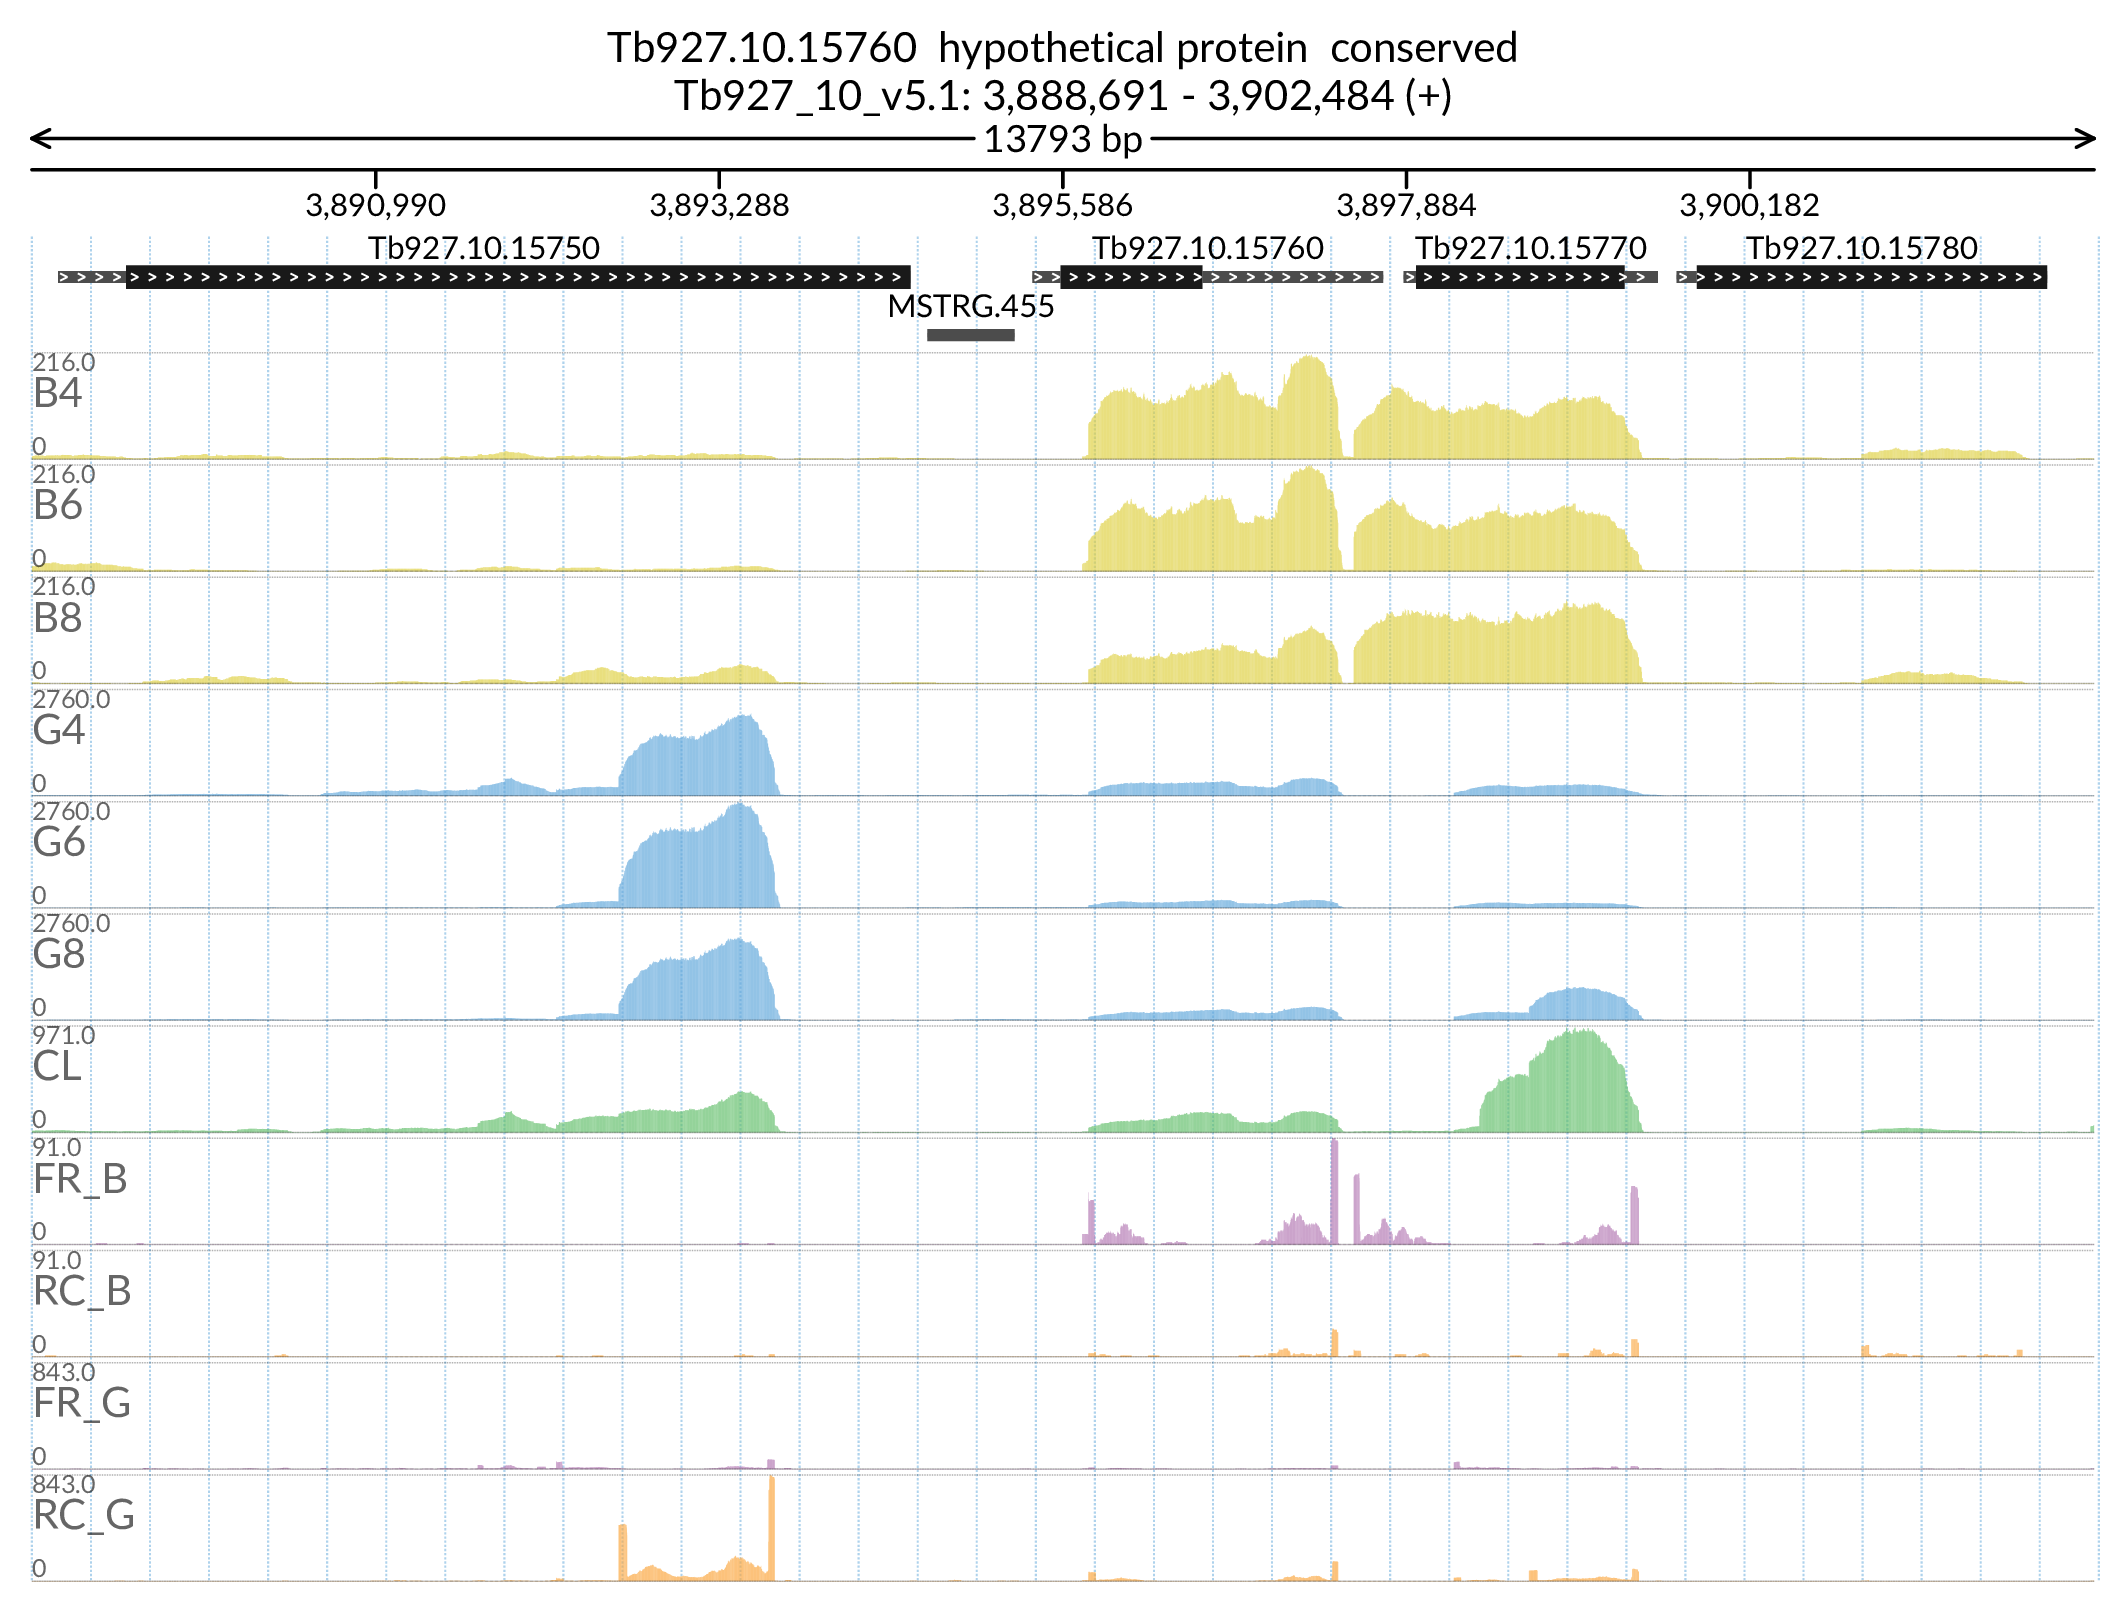 Tb927.10.15760 hypothetical protein conserved
Tb927_10_v5.1: 3,888,691 - 3,902,484 (+)
13793 bp
3,890,990 3,893,288 3,895,586 3,897,884 3,900,182
Tb927.10.15750 Tb927.10.15760 Tb927.10.15770 Tb927.10.15780
MSTRG.455
216.0
B4
0
216.0
B6
0
216.0
B8
0
2760.0
G4
0
2760.0
G6
0
2760.0
G8
0
971.0
CL
0
91.0
FR_B
0
91.0
RC_B
0
843.0
FR_G
0
843.0
RC_G
0